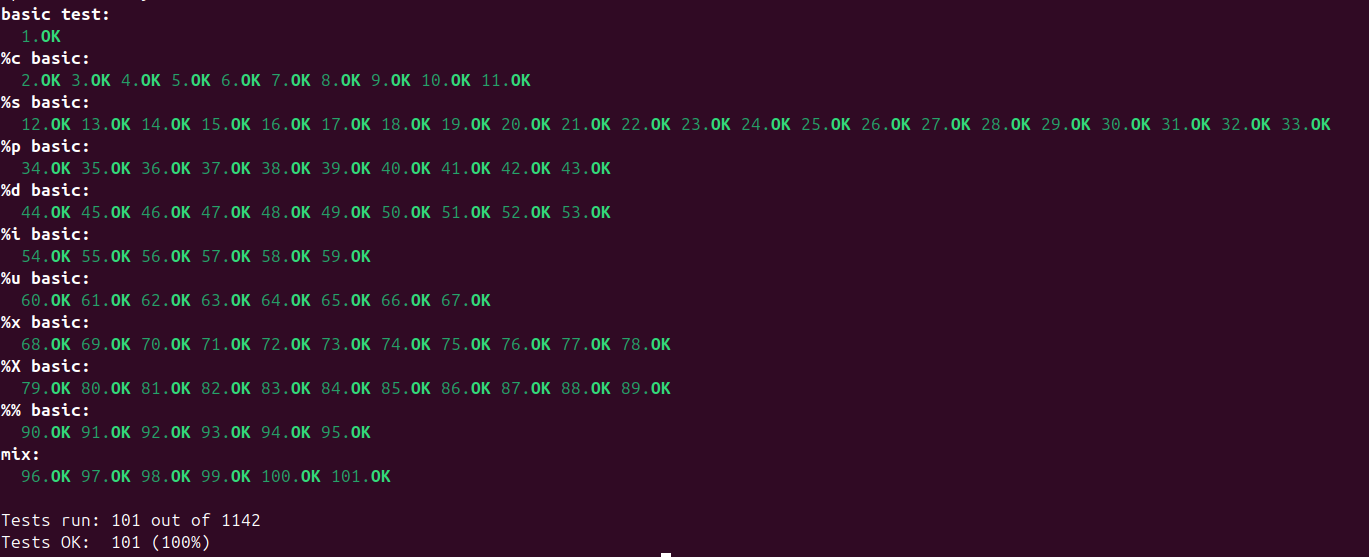 basic test:
1.OK
%c basic:
2.OK 3.OK 4.OK 5.OK 6.OK 7.OK 8.OK 9.OK 10.OK 11.OK
%s basic:
12.OK 13.OK 14.OK 15.OK 16.OK 17.OK 18.OK 19.OK 20.OK 21.OK 22.OK 23.OK 24.OK 25.OK 26.OK 27.OK 28.OK 29.OK 30.OK 31.OK 32.OK 33.OK
%p basic:
34.OK 35.OK 36.OK 37.OK 38.OK 39.OK 40.OK 41.OK 42.OK 43.OK
%d basic:
44.OK 45.OK 46.OK 47.OK 48.OK 49.OK 50.OK 51.OK 52.OK 53.OK
%i basic:
54.OK 55.OK 56.OK 57.OK 58.OK 59.OK
%u basic:
60.OK 61.OK 62.OK 63.OK 64.OK 65.OK 66.OK 67.OK
%x basic:
68.OK 69.OK 70.OK 71.OK 72.OK 73.OK 74.OK 75.OK 76.OK 77.OK 78.OK
%X basic:
79.OK 80.OK 81.OK 82.OK 83.OK 84.OK 85.OK 86.OK 87.OK 88.OK 89.OK
%% basic:
90.OK 91.OK 92.OK 93.OK 94.OK 95.OK
mix:
96.OK 97.OK 98.OK 99.OK 100.OK 101.OK
Tests run: 101 out of 1142
Tests OK:  101 (100%)